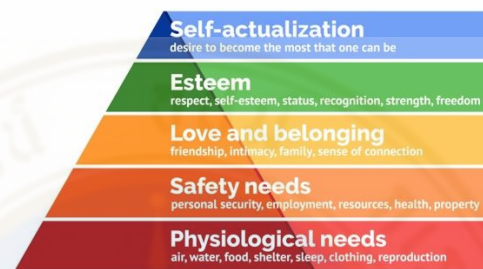 Self-actualization
desire to become the most that one can be
Esteem
respect, self-esteem, status, recognition, strength, freedom
Love and belonging
friendship, intimacy, family, sense of connection
Safety needs
personal security, employment, resources, health, property
Physiological needs
air, water, food, shelter, sleep, clothing, reproduction